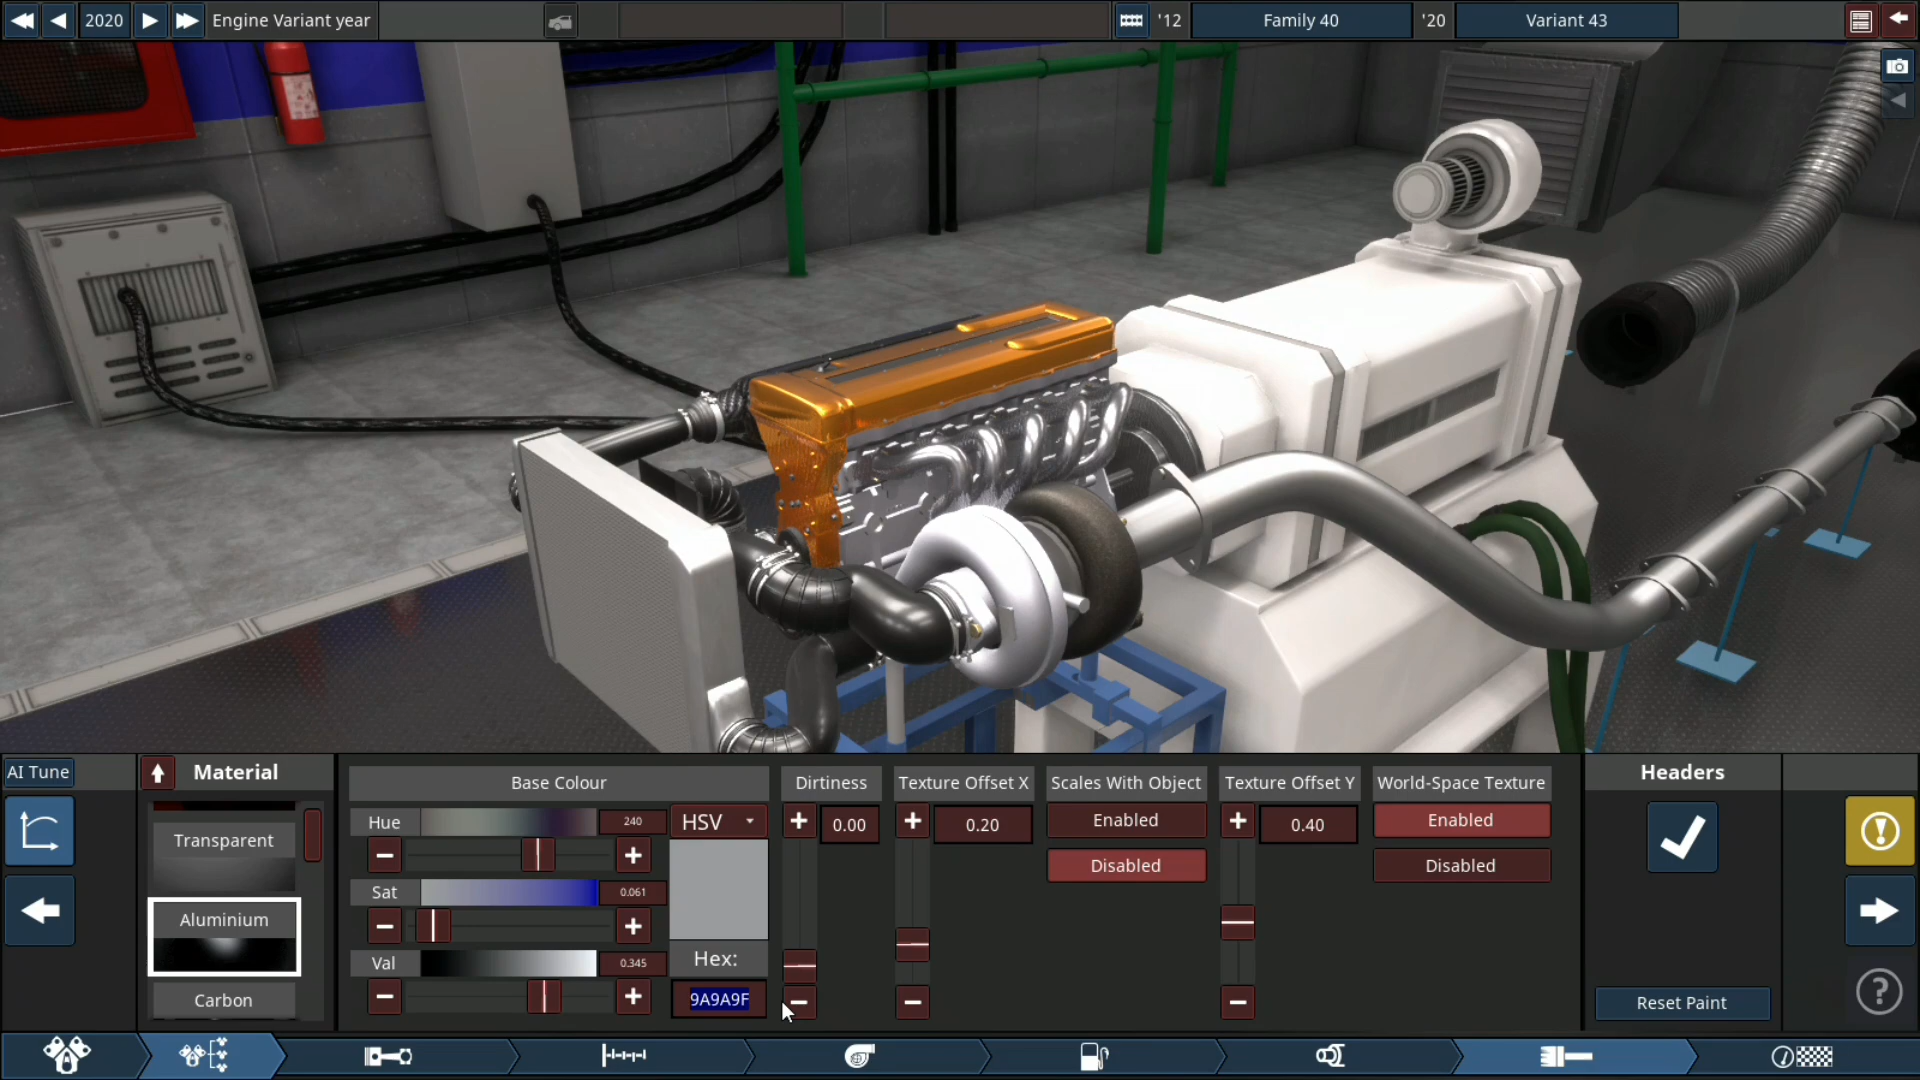 2020
Engine Variant year
'12
Family 40
'20
Variant 43
AI Tune
Material
Transparent
Aluminium
Carbon
Base Colour
Hue
240
HSV
Sat
0.061
Val
0.345
Hex:
9A9A9F
Dirtiness
0.00
Texture Offset X
0.20
Scales With Object
Enabled
Disabled
Texture Offset Y
0.40
World-Space Texture
Enabled
Disabled
Headers
Reset Paint